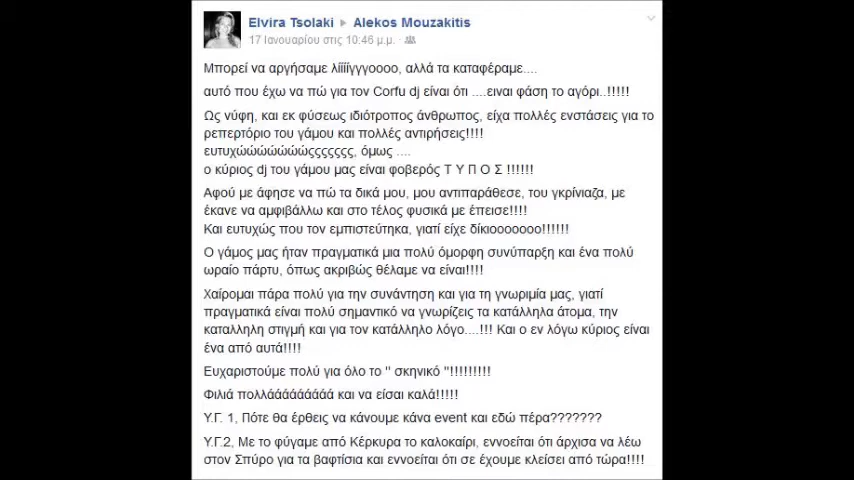 Elvira Tsolaki ▸ Alekos Mouzakitis
17 Ιανουαρίου στις 10:46 μ.μ. ·
Μπορεί να αργήσαμε λίίίίγγγοοοο, αλλά τα καταφέραμε....
αυτό που έχω να πώ για τον Corfu dj είναι ότι ....ειναι φάση το αγόρι..!!!!!
Ως νύφη, και εκ φύσεως ιδιότροπος άνθρωπος, είχα πολλές ενστάσεις για το
ρεπερτόριο του γάμου και πολλές αντιρήσεις!!!!
ευτυχώώώώώώώώςςςςςςς, όμως ....
ο κύριος dj του γάμου μας είναι φοβερός Τ Υ Π Ο Σ !!!!!!
Αφού με άφησε να πώ τα δικά μου, μου αντιπαράθεσε, του γκρίνιαζα, με
έκανε να αμφιβάλλω και στο τέλος φυσικά με έπεισε!!!!
Και ευτυχώς που τον εμπιστεύτηκα, γιατί είχε δίκιοοοοοοο!!!!!!
Ο γάμος μας ήταν πραγματικά μια πολύ όμορφη συνύπαρξη και ένα πολύ
ωραίο πάρτυ, όπως ακριβώς θέλαμε να είναι!!!!
Χαίρομαι πάρα πολύ για την συνάντηση και για τη γνωριμία μας, γιατί
πραγματικά είναι πολύ σημαντικό να γνωρίζεις τα κατάλληλα άτομα, την
καταλληλη στιγμή και για τον κατάλληλο λόγο....!!! Και ο εν λόγω κύριος είναι
ένα από αυτά!!!!
Ευχαριστούμε πολύ για όλο το " σκηνικό "!!!!!!!!!
Φιλιά πολλάάάάάάάάά και να είσαι καλά!!!!!
Υ.Γ. 1, Πότε θα έρθεις να κάνουμε κάνα event και εδώ πέρα???????
Υ.Γ.2, Με το φύγαμε από Κέρκυρα το καλοκαίρι, εννοείται ότι άρχισα να λέω
στον Σπύρο για τα βαφτίσια και εννοείται ότι σε έχουμε κλείσει από τώρα!!!!